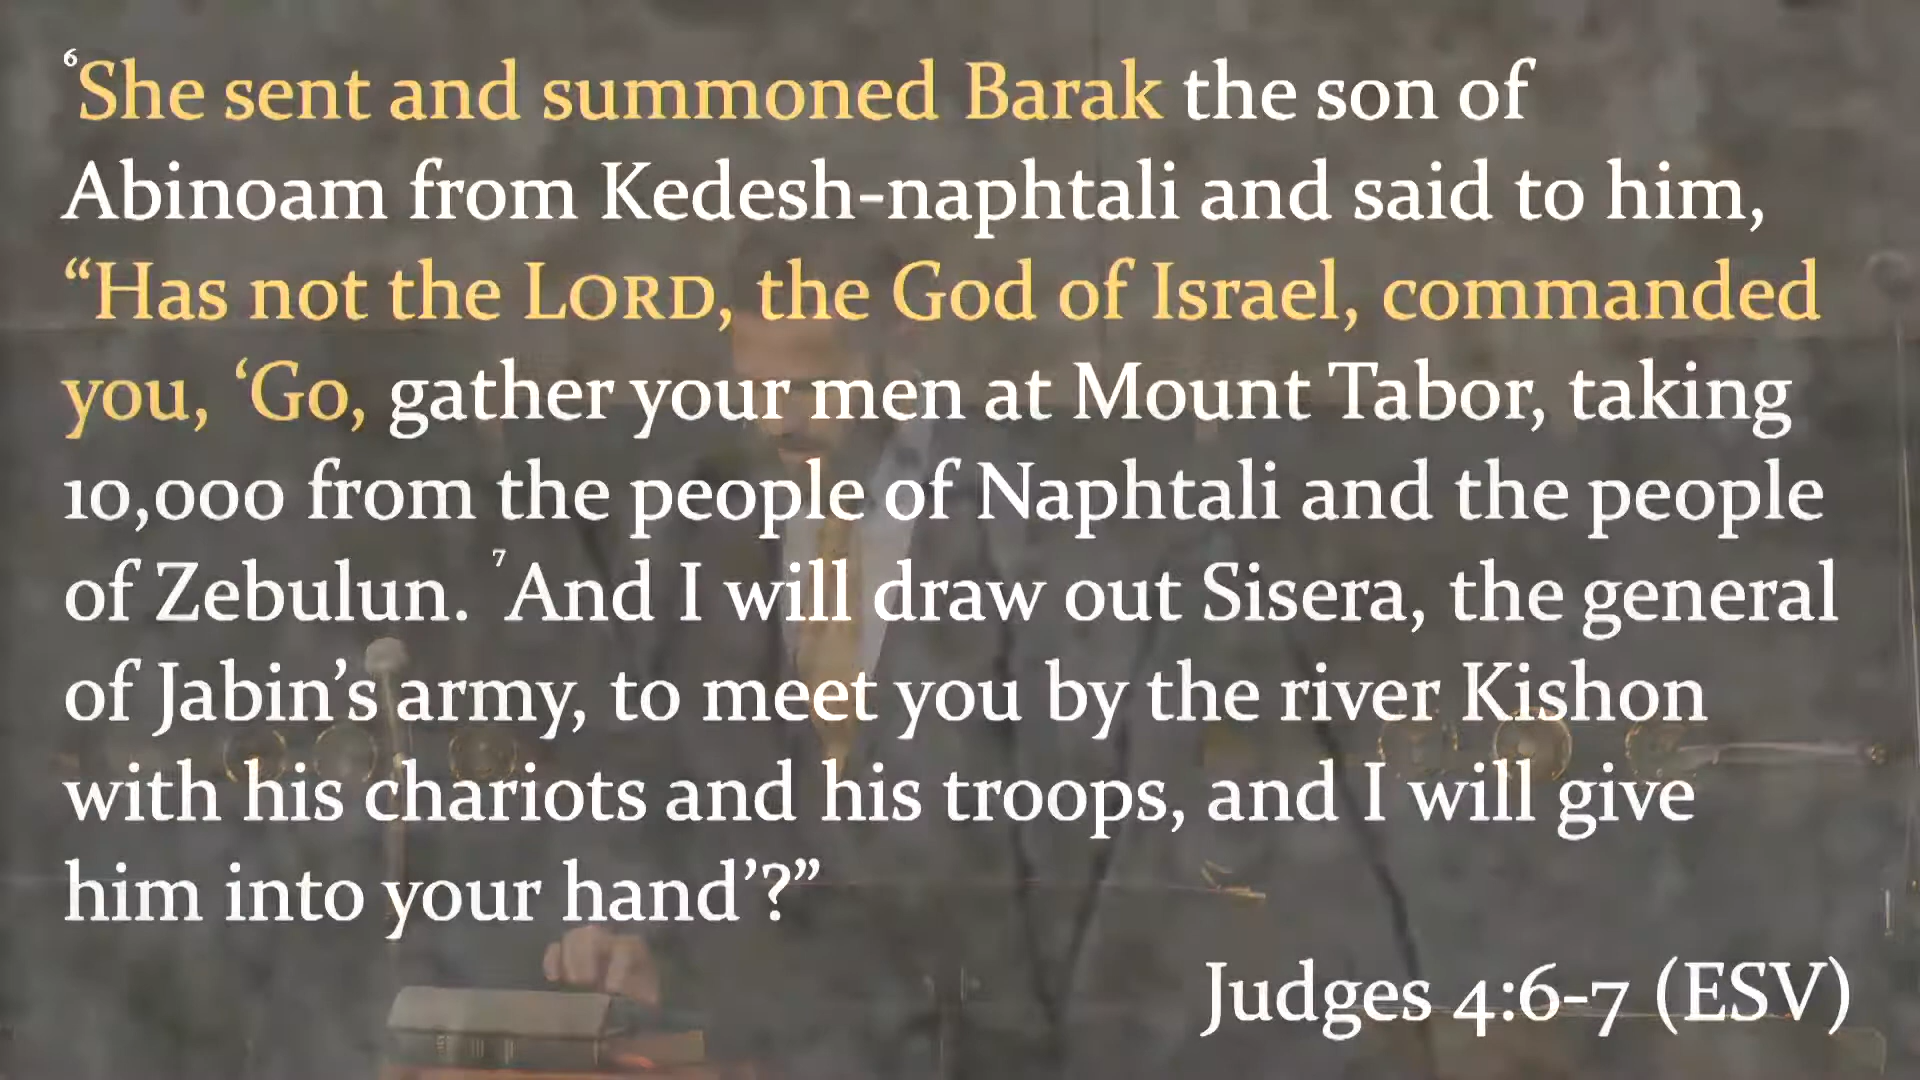 ⁶She sent and summoned Barak the son of
Abinoam from Kedesh-naphtali and said to him,
“Has not the LORD, the God of Israel, commanded
you, ‘Go, gather your men at Mount Tabor, taking
10,000 from the people of Naphtali and the people
of Zebulun. ⁷And I will draw out Sisera, the general
of Jabin’s army, to meet you by the river Kishon
with his chariots and his troops, and I will give
him into your hand’?”
Judges 4:6-7 (ESV)